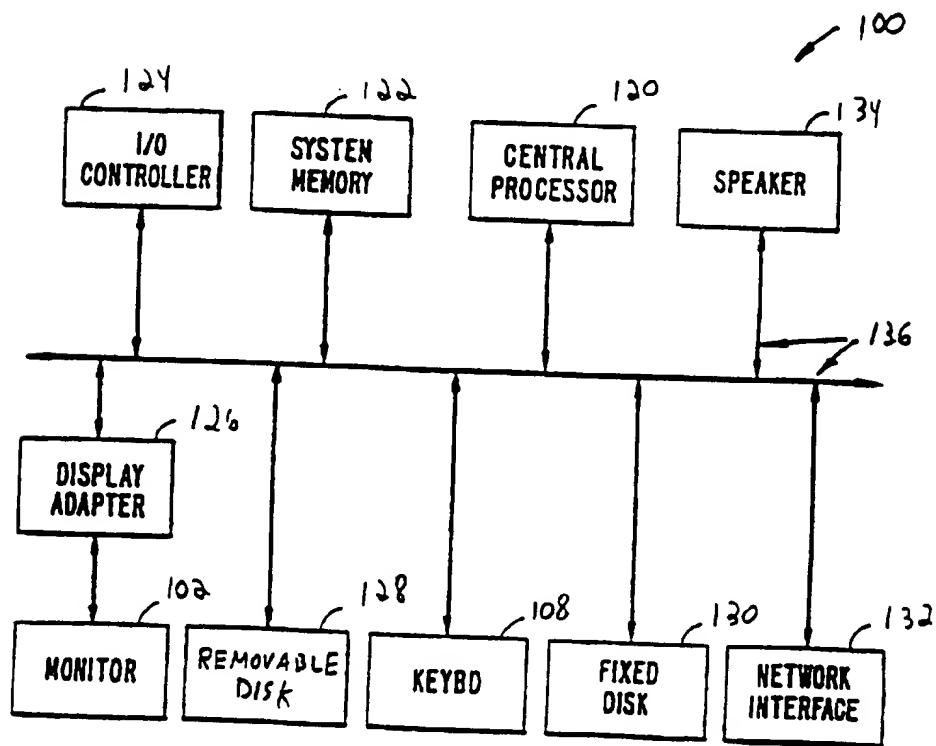 100
124
122
120
134
I/O
CONTROLLER
SYSTEM
MEMORY
CENTRAL
PROCESSOR
SPEAKER
136
126
DISPLAY
ADAPTER
102
128
108
130
132
MONITOR
REMOVABLE
DISK
KEYBD
FIXED
DISK
NETWORK
INTERFACE